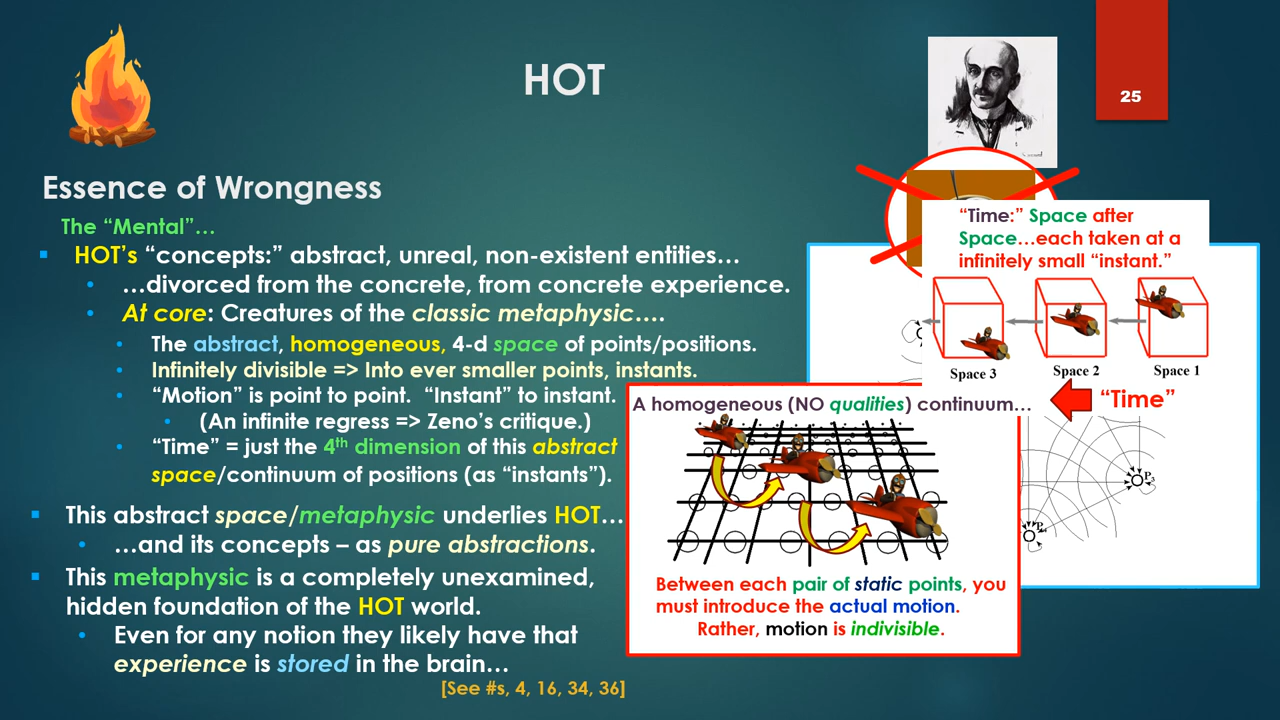 HOT
25
Essence of Wrongness
The “Mental”…
HOT’s “concepts:” abstract, unreal, non-existent entities…
…divorced from the concrete, from concrete experience.
At core: Creatures of the classic metaphysic….
The abstract, homogeneous, 4-d space of points/positions.
Infinitely divisible => Into ever smaller points, instants.
“Motion” is point to point. “Instant” to instant.
(An infinite regress => Zeno’s critique.)
“Time” = just the 4th dimension of this abstract
space/continuum of positions (as “instants”).
This abstract space/metaphysic underlies HOT…
…and its concepts – as pure abstractions.
This metaphysic is a completely unexamined,
hidden foundation of the HOT world.
Even for any notion they likely have that
experience is stored in the brain…
[See #s, 4, 16, 34, 36]
“Time:” Space after
Space…each taken at a
infinitely small “instant.”
Space 3
Space 2
Space 1
“Time”
A homogeneous (NO qualities) continuum…
Between each pair of static points, you
must introduce the actual motion.
Rather, motion is indivisible.
P3